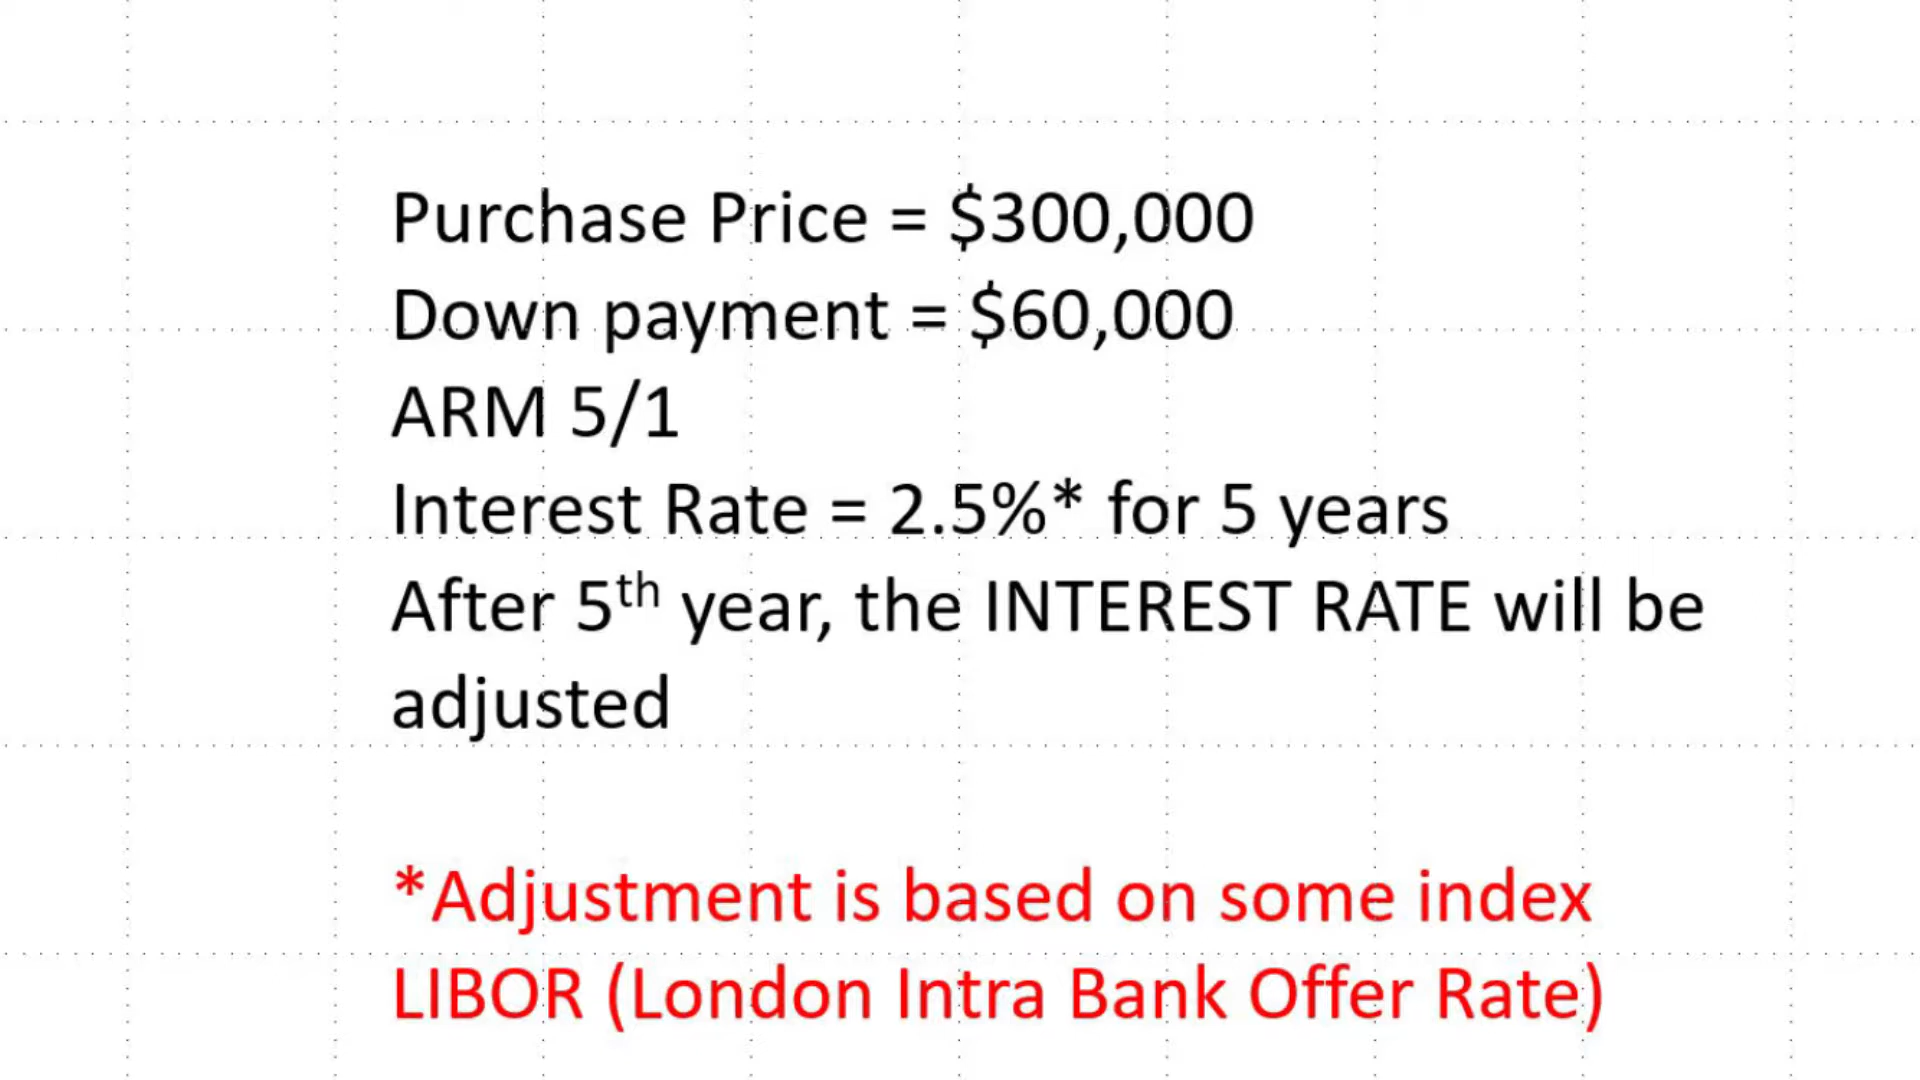 Purchase Price = $300,000
Down payment = $60,000
ARM 5/1
Interest Rate = 2.5%* for 5 years
After 5th year, the INTEREST RATE will be
adjusted
*Adjustment is based on some index
LIBOR (London Intra Bank Offer Rate)